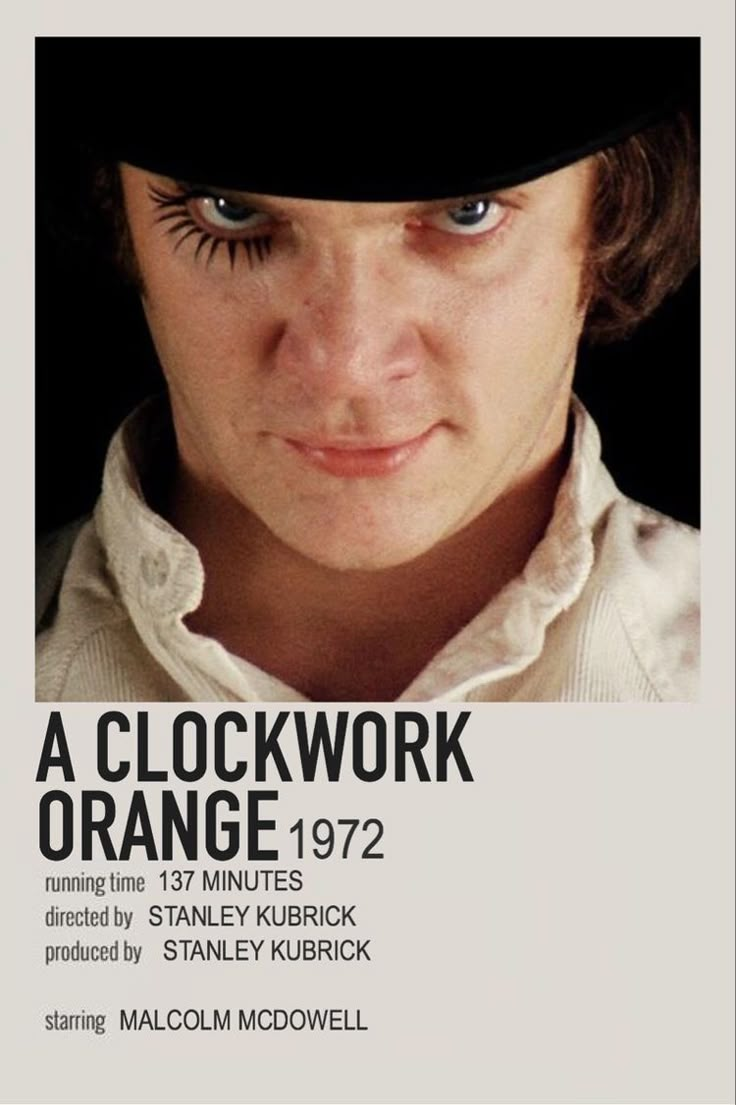 A CLOCKWORK
ORANGE 1972
running time 137 MINUTES
directed by STANLEY KUBRICK
produced by STANLEY KUBRICK
starring MALCOLM MCDOWELL